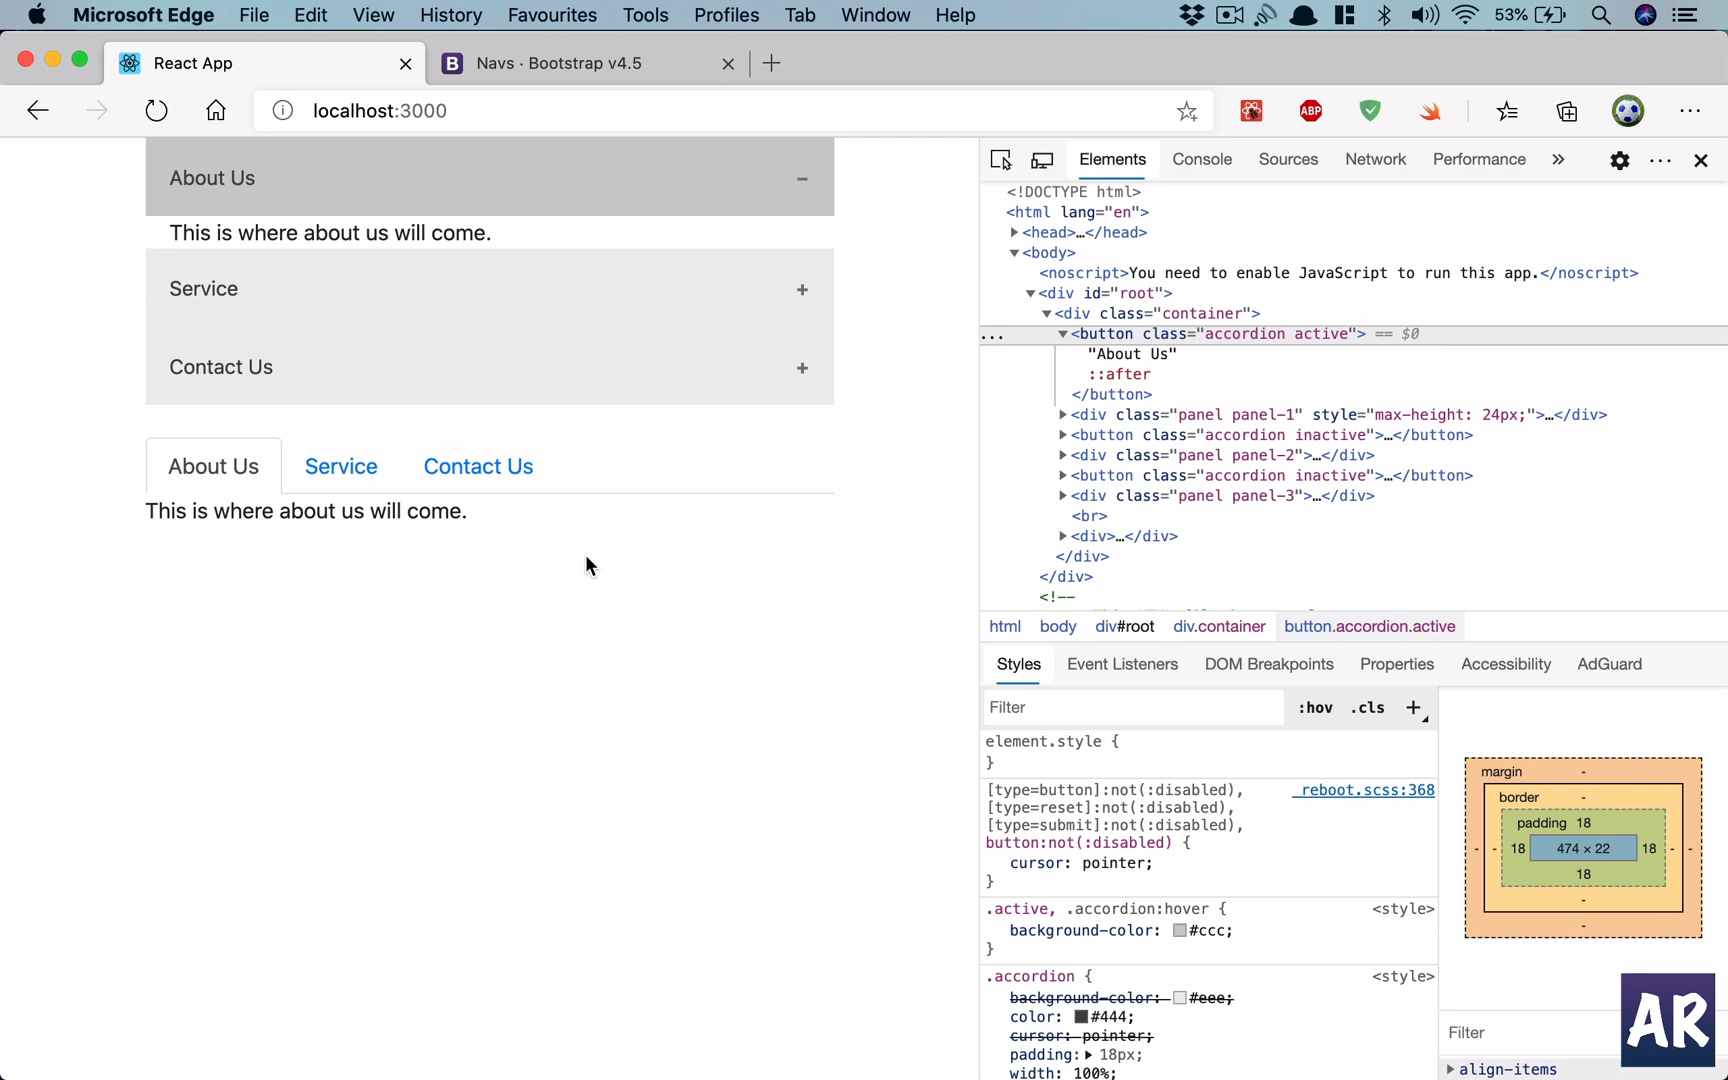 Microsoft Edge File Edit View History Favourites Tools Profiles Tab Window Help 53%
React App Navs · Bootstrap v4.5
localhost:3000 ABP
About Us −
This is where about us will come.
Service +
Contact Us +
About Us Service Contact Us
This is where about us will come.
Elements Console Sources Network Performance »
<!DOCTYPE html>
<html lang="en">
<head>…</head>
<body>
<noscript>You need to enable JavaScript to run this app.</noscript>
<div id="root">
<div class="container">
... <button class="accordion active"> == $0
"About Us"
::after
</button>
<div class="panel panel-1" style="max-height: 24px;">…</div>
<button class="accordion inactive">…</button>
<div class="panel panel-2">…</div>
<button class="accordion inactive">…</button>
<div class="panel panel-3">…</div>
<br>
<div>…</div>
</div>
</div>
<!--
html body div#root div.container button.accordion.active
Styles Event Listeners DOM Breakpoints Properties Accessibility AdGuard
Filter :hov .cls +
element.style {
}
[type=button]:not(:disabled), _reboot.scss:368
[type=reset]:not(:disabled),
[type=submit]:not(:disabled),
button:not(:disabled) {
cursor: pointer;
}
.active, .accordion:hover { <style>
background-color: #ccc;
}
.accordion { <style>
background-color: #eee;
color: #444;
cursor: pointer;
padding: 18px;
width: 100%;
margin -
border -
padding 18
- - 18 474 × 22 18 - -
18
-
-
Filter
align-items
AR